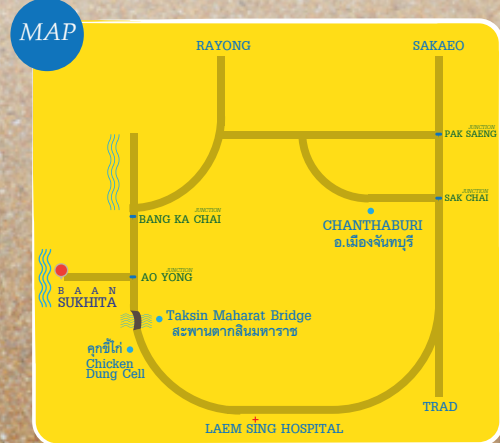 MAP
RAYONG
SAKAEO
JUNCTION
PAK SAENG
JUNCTION
SAK CHAI
JUNCTION
BANG KA CHAI
CHANTHABURI
อ.เมืองจันทบุรี
JUNCTION
AO YONG
BAAN
SUKHITA
Taksin Maharat Bridge
สะพานตากสินมหาราช
คุกขี้ไก่
Chicken
Dung Cell
TRAD
LAEM SING HOSPITAL